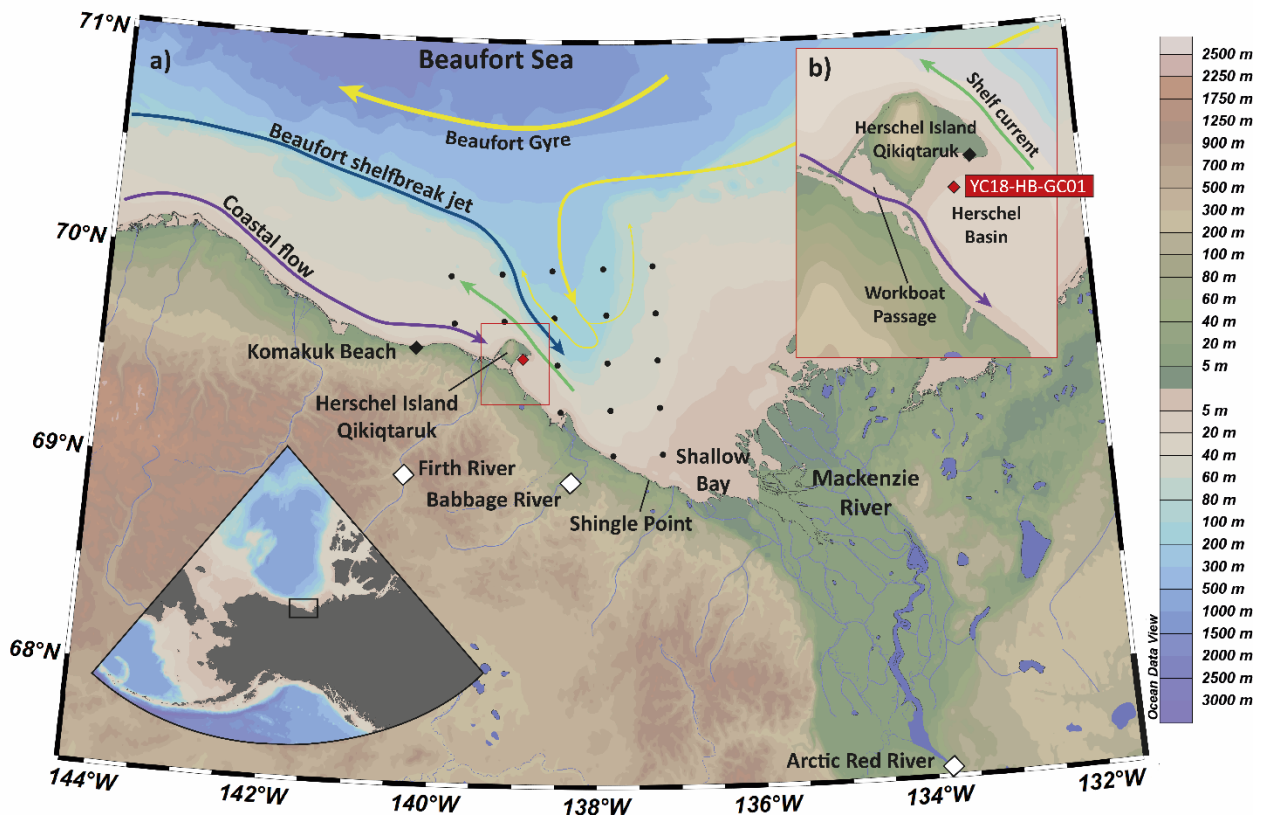 71°N
70°N
69°N
68°N
144°W
142°W
140°W
138°W
136°W
134°W
132°W
a)
Beaufort Sea
Beaufort Gyre
Beaufort shelfbreak jet
Coastal flow
Komakuk Beach
Herschel Island
Qikiqtaruk
Firth River
Babbage River
Shingle Point
Shallow
Bay
Mackenzie
River
Arctic Red River
b)
Shelf current
Herschel Island
Qikiqtaruk
YC18-HB-GC01
Herschel
Basin
Workboat
Passage
2500 m
2250 m
1750 m
1250 m
900 m
700 m
500 m
300 m
200 m
100 m
80 m
60 m
40 m
20 m
5 m
5 m
20 m
40 m
60 m
80 m
100 m
200 m
300 m
500 m
1000 m
1500 m
2000 m
2500 m
3000 m
Ocean Data View